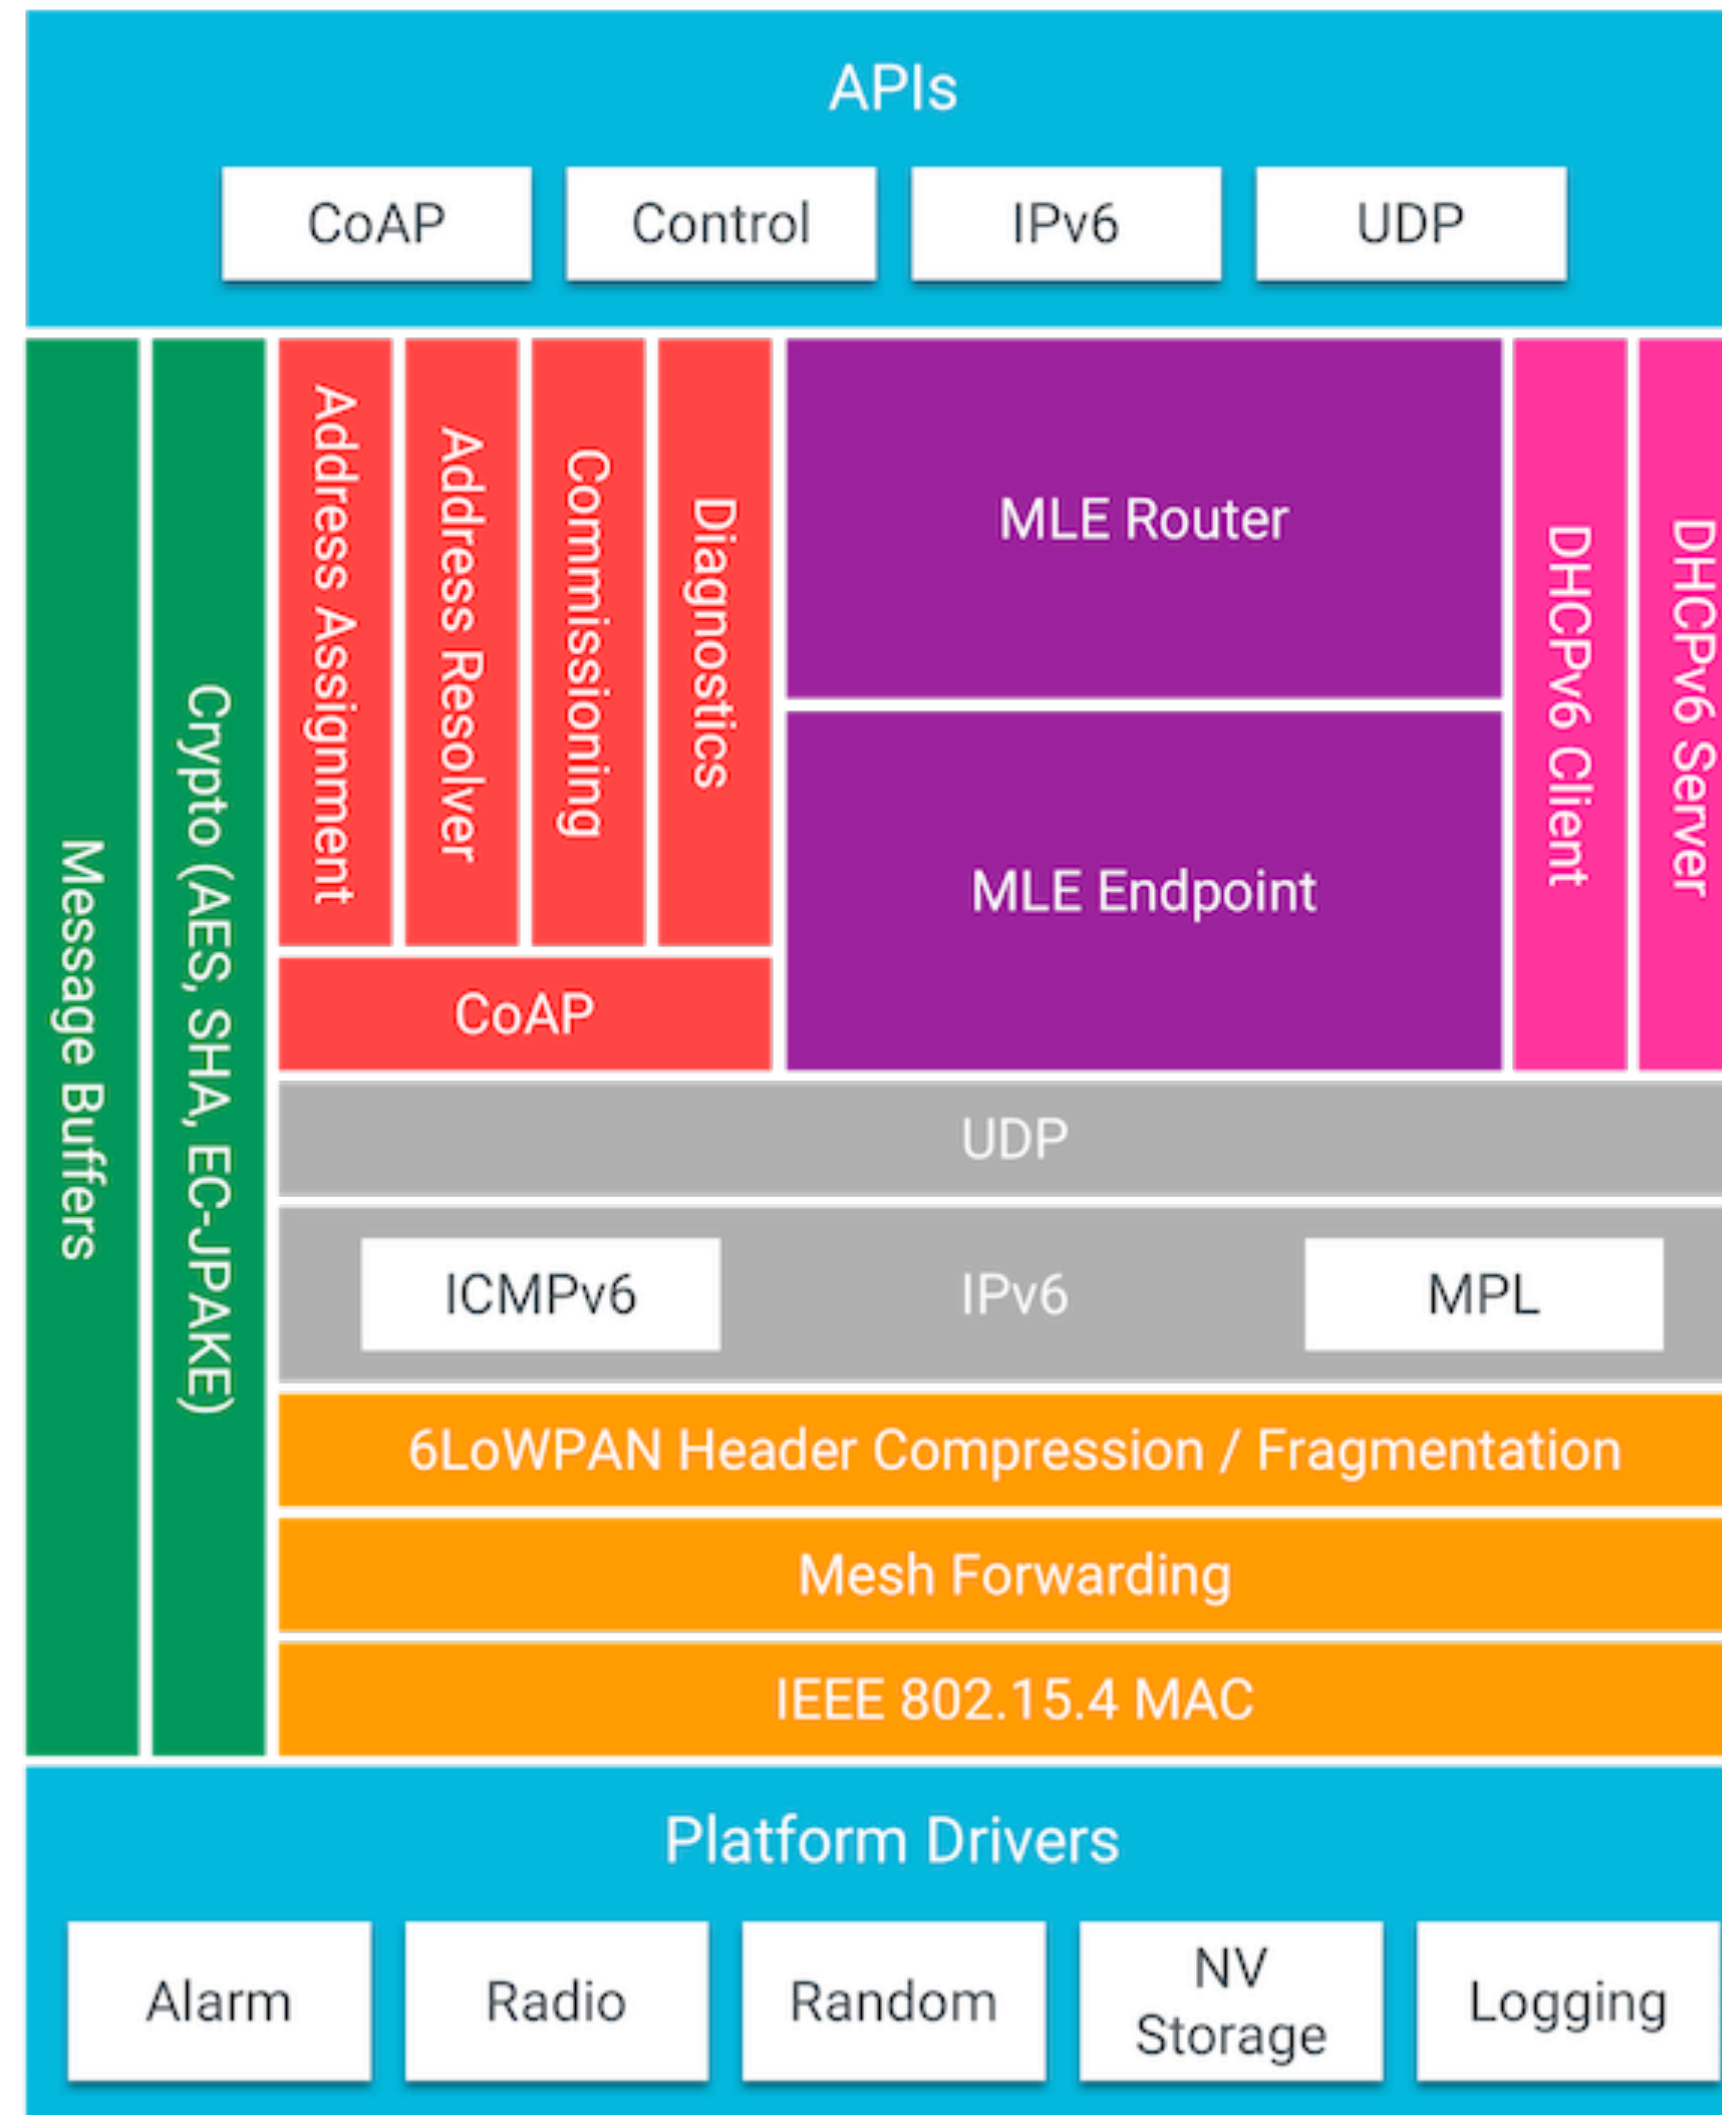 APIs
CoAP
Control
IPv6
UDP
Message Buffers
Crypto (AES, SHA, EC-JPAKE)
Address Assignment
Address Resolver
Commissioning
Diagnostics
CoAP
MLE Router
MLE Endpoint
DHCPv6 Client
DHCPv6 Server
UDP
ICMPv6
IPv6
MPL
6LoWPAN Header Compression / Fragmentation
Mesh Forwarding
IEEE 802.15.4 MAC
Platform Drivers
Alarm
Radio
Random
NV
Storage
Logging